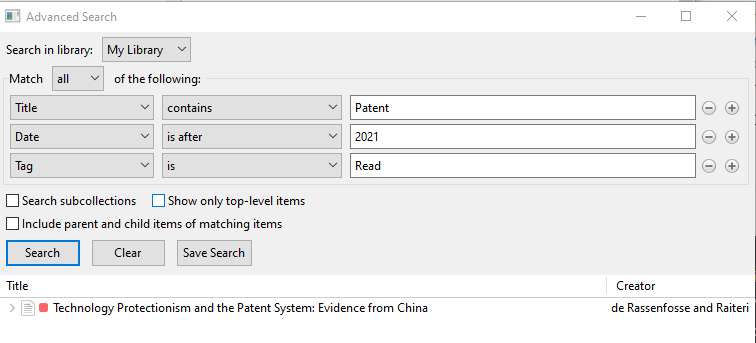 Advanced Search
Search in library: My Library
Match all of the following:
Title contains Patent
Date is after 2021
Tag is Read
Search subcollections Show only top-level items
Include parent and child items of matching items
Search Clear Save Search
Title Creator
Technology Protectionism and the Patent System: Evidence from China de Rassenfosse and Raiteri